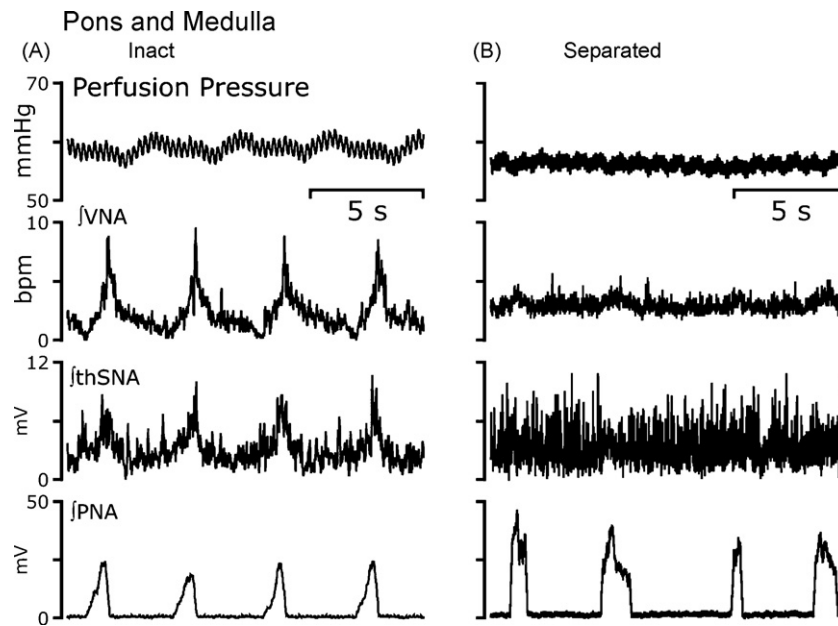 Pons and Medulla
(A) Inact (B) Separated
70
Perfusion Pressure
mmHg
50
5 s 5 s
10
∫VNA
bpm
0
12
∫thSNA
mV
0
50
∫PNA
mV
0